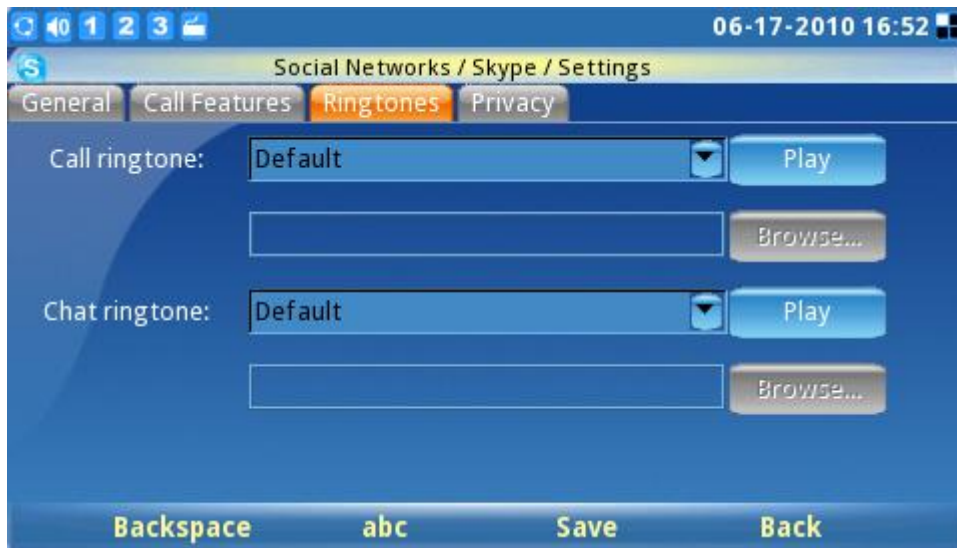 1 2 3 06-17-2010 16:52
S Social Networks / Skype / Settings
General Call Features Ringtones Privacy
Call ringtone: Default Play
Browse...
Chat ringtone: Default Play
Browse...
Backspace abc Save Back